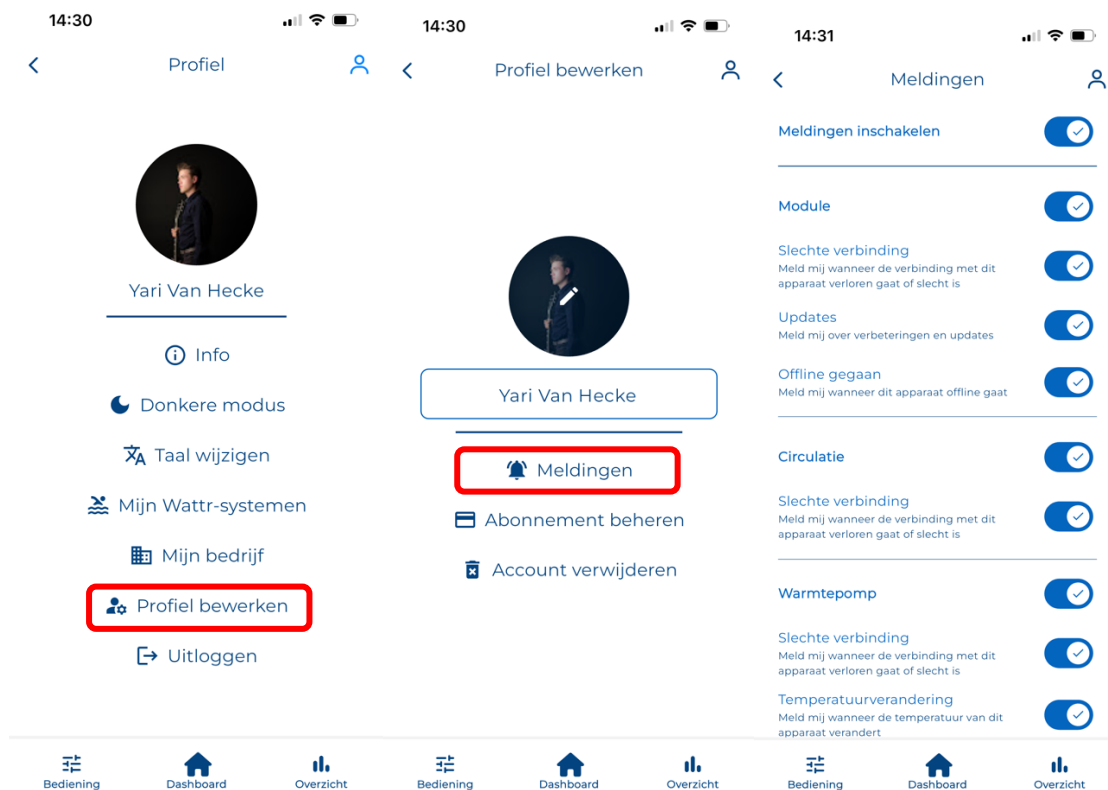 14:30
Profiel
Yari Van Hecke
Info
Donkere modus
Taal wijzigen
Mijn Wattr-systemen
Mijn bedrijf
Profiel bewerken
Uitloggen
Bediening
Dashboard
Overzicht
14:30
Profiel bewerken
Yari Van Hecke
Meldingen
Abonnement beheren
Account verwijderen
Bediening
Dashboard
Overzicht
14:31
Meldingen
Meldingen inschakelen
Module
Slechte verbinding
Meld mij wanneer de verbinding met dit
apparaat verloren gaat of slecht is
Updates
Meld mij over verbeteringen en updates
Offline gegaan
Meld mij wanneer dit apparaat offline gaat
Circulatie
Slechte verbinding
Meld mij wanneer de verbinding met dit
apparaat verloren gaat of slecht is
Warmtepomp
Slechte verbinding
Meld mij wanneer de verbinding met dit
apparaat verloren gaat of slecht is
Temperatuurverandering
Meld mij wanneer de temperatuur van dit
apparaat verandert
Bediening
Dashboard
Overzicht